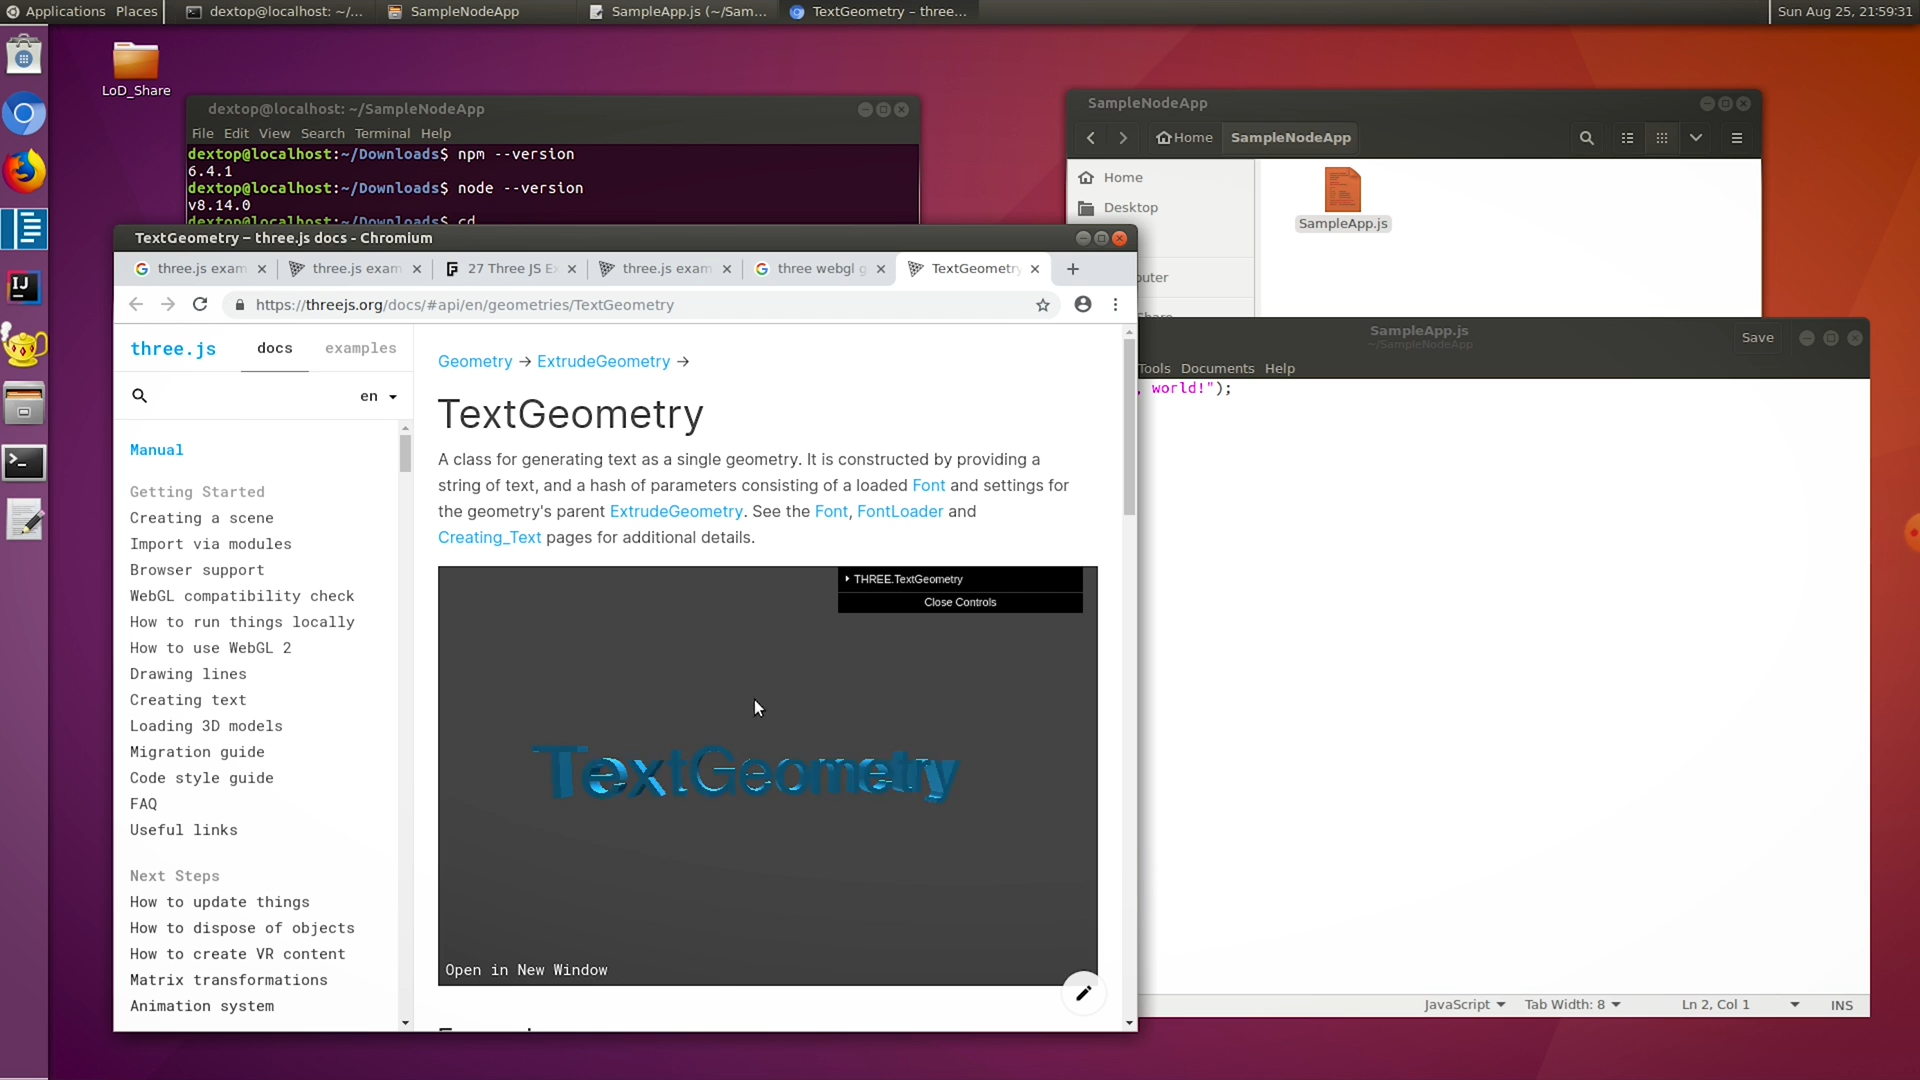 Applications Places
dextop@localhost: ~/...
SampleNodeApp
SampleApp.js (~/Sam...
TextGeometry – three...
Sun Aug 25, 21:59:31
LoD_Share
dextop@localhost: ~/SampleNodeApp
File Edit View Search Terminal Help
dextop@localhost:~/Downloads$ npm --version
6.4.1
dextop@localhost:~/Downloads$ node --version
v8.14.0
dextop@localhost:~/Downloads$ cd
SampleNodeApp
Home SampleNodeApp
Home
Desktop
SampleApp.js
TextGeometry – three.js docs - Chromium
three.js exam
three.js exam
27 Three JS E
three.js exam
three webgl g
TextGeometry
https://threejs.org/docs/#api/en/geometries/TextGeometry
three.js docs examples
en
Manual
Getting Started
Creating a scene
Import via modules
Browser support
WebGL compatibility check
How to run things locally
How to use WebGL 2
Drawing lines
Creating text
Loading 3D models
Migration guide
Code style guide
FAQ
Useful links
Next Steps
How to update things
How to dispose of objects
How to create VR content
Matrix transformations
Animation system
Geometry → ExtrudeGeometry →
TextGeometry
A class for generating text as a single geometry. It is constructed by providing a
string of text, and a hash of parameters consisting of a loaded Font and settings for
the geometry's parent ExtrudeGeometry. See the Font, FontLoader and
Creating_Text pages for additional details.
THREE.TextGeometry
Close Controls
TextGeometry
Open in New Window
SampleApp.js
~/SampleNodeApp
Save
Tools Documents Help
, world!");
JavaScript Tab Width: 8 Ln 2, Col 1 INS
IJ